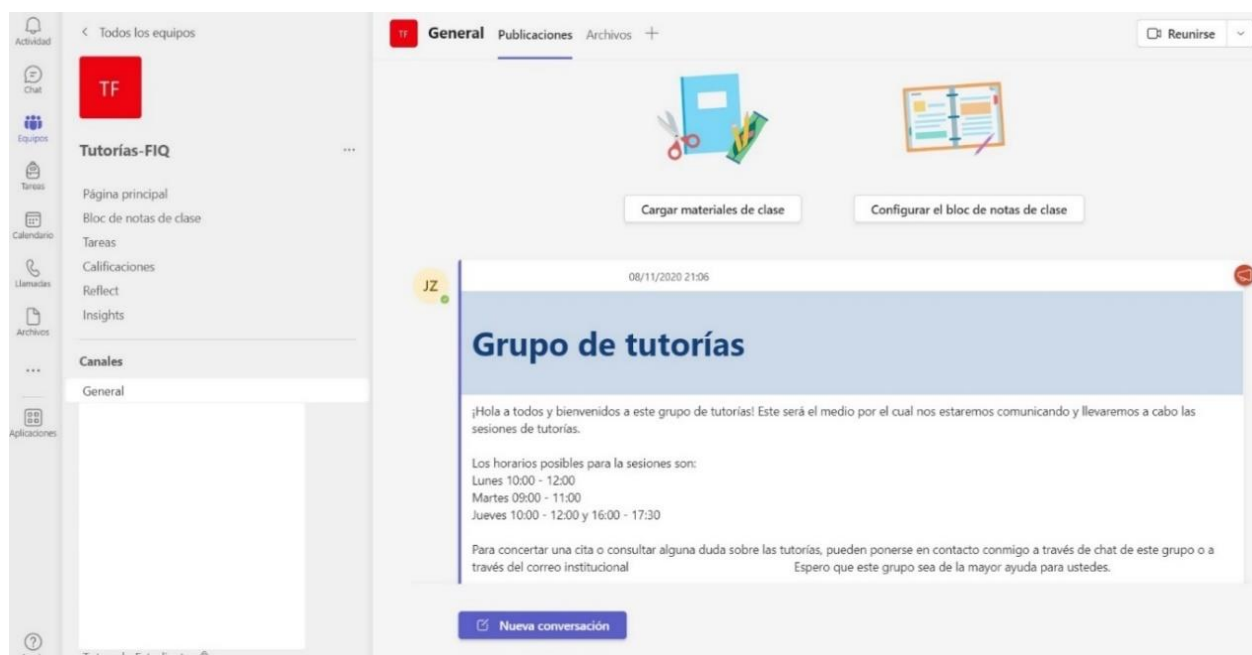 Actividad
Chat
Equipos
Tareas
Calendario
Llamadas
Archivos
Aplicaciones
< Todos los equipos
TF
Tutorías-FIQ
Página principal
Bloc de notas de clase
Tareas
Calificaciones
Reflect
Insights
Canales
General
TF General Publicaciones Archivos +
Reunirse
Cargar materiales de clase
Configurar el bloc de notas de clase
JZ
08/11/2020 21:06
Grupo de tutorías
¡Hola a todos y bienvenidos a este grupo de tutorías! Este será el medio por el cual nos estaremos comunicando y llevaremos a cabo las
sesiones de tutorías.
Los horarios posibles para la sesiones son:
Lunes 10:00 - 12:00
Martes 09:00 - 11:00
Jueves 10:00 - 12:00 y 16:00 - 17:30
Para concertar una cita o consultar alguna duda sobre las tutorías, pueden ponerse en contacto conmigo a través de chat de este grupo o a
través del correo institucional Espero que este grupo sea de la mayor ayuda para ustedes.
Nueva conversación